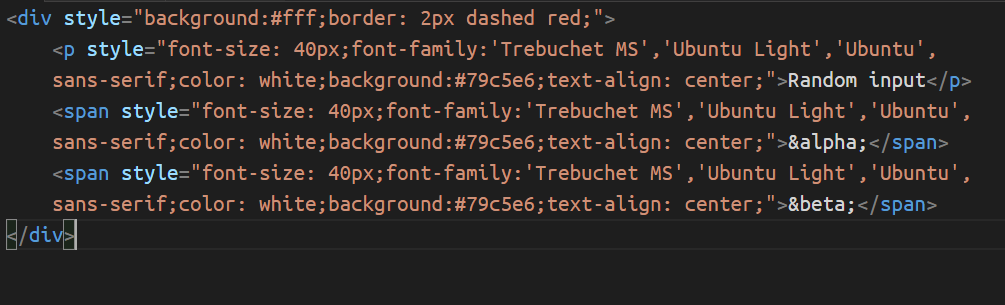 <div style="background:#fff;border: 2px dashed red;">
<p style="font-size: 40px;font-family:'Trebuchet MS','Ubuntu Light','Ubuntu',
sans-serif;color: white;background:#79c5e6;text-align: center;">Random input</p>
<span style="font-size: 40px;font-family:'Trebuchet MS','Ubuntu Light','Ubuntu',
sans-serif;color: white;background:#79c5e6;text-align: center;">&alpha;</span>
<span style="font-size: 40px;font-family:'Trebuchet MS','Ubuntu Light','Ubuntu',
sans-serif;color: white;background:#79c5e6;text-align: center;">&beta;</span>
</div>